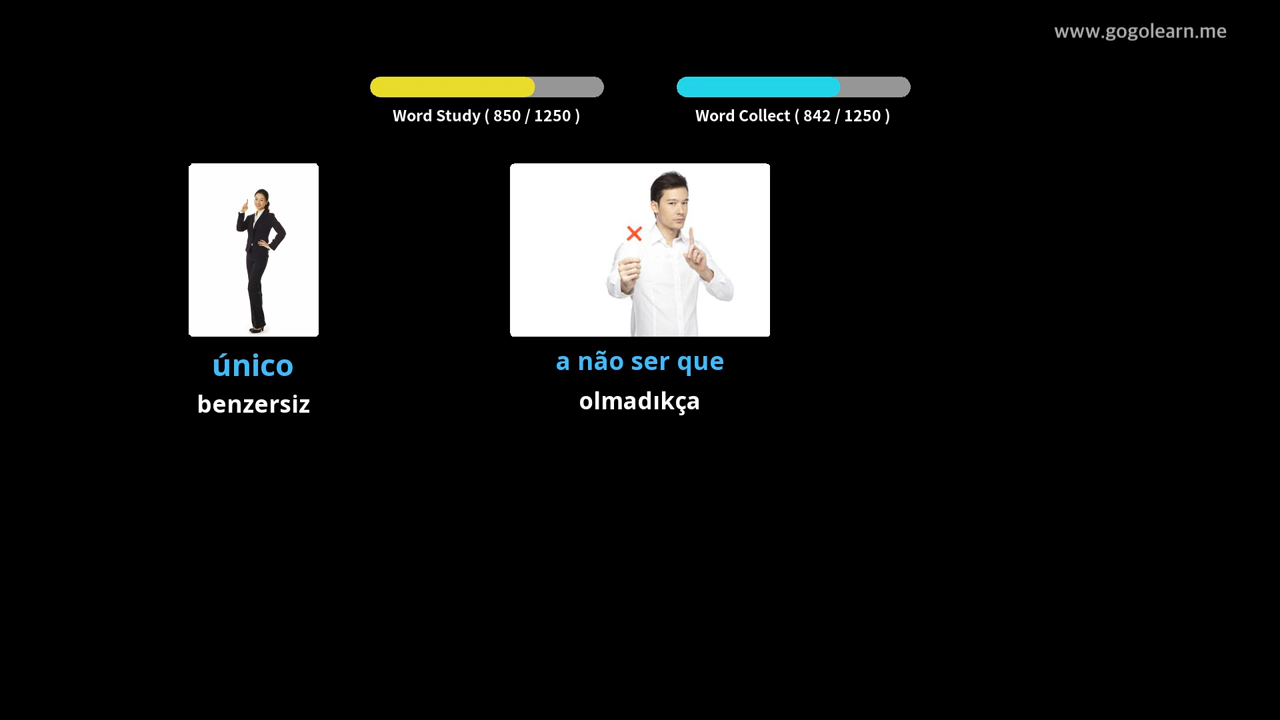 www.gogolearn.me
Word Study ( 850 / 1250 )
Word Collect ( 842 / 1250 )
único
benzersiz
a não ser que
olmadıkça